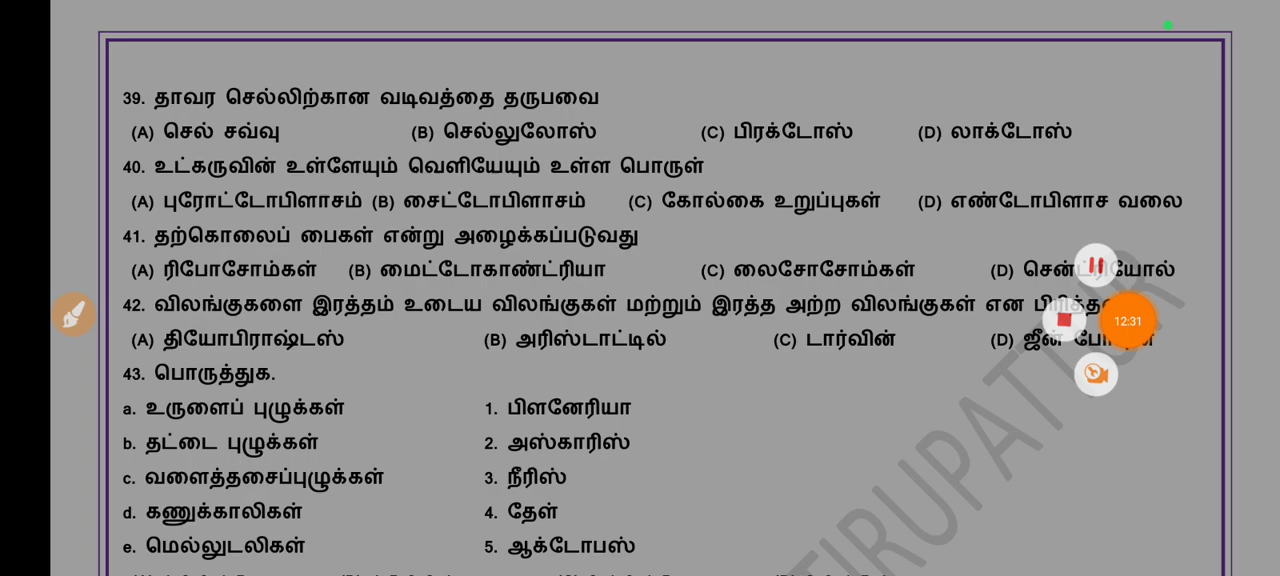 39. தாவர செல்லிற்கான வடிவத்தை தருபவை
(A) செல் சவ்வு (B) செல்லுலோஸ் (C) பிரக்டோஸ் (D) லாக்டோஸ்
40. உட்கருவின் உள்ளேயும் வெளியேயும் உள்ள பொருள்
(A) புரோட்டோபிளாசம் (B) சைட்டோபிளாசம் (C) கோல்கை உறுப்புகள் (D) எண்டோபிளாச வலை
41. தற்கொலைப் பைகள் என்று அழைக்கப்படுவது
(A) ரிபோசோம்கள் (B) மைட்டோகாண்ட்ரியா (C) லைசோசோம்கள் (D)
42. விலங்குகளை இரத்தம் உடைய விலங்குகள் மற்றும் இரத்த அற்ற விலங்குகள் என
12:31
(A) தியோபிராஷ்டஸ் (B) அரிஸ்டாட்டில் (C) டார்வின் (D) ஜீன்
43. பொருத்துக.
a. உருளைப் புழுக்கள் 1. பிளனேரியா
b. தட்டை புழுக்கள் 2. அஸ்காரிஸ்
c. வளைத்தசைப்புழுக்கள் 3. நீரிஸ்
d. கணுக்காலிகள் 4. தேள்
e. மெல்லுடலிகள் 5. ஆக்டோபஸ்